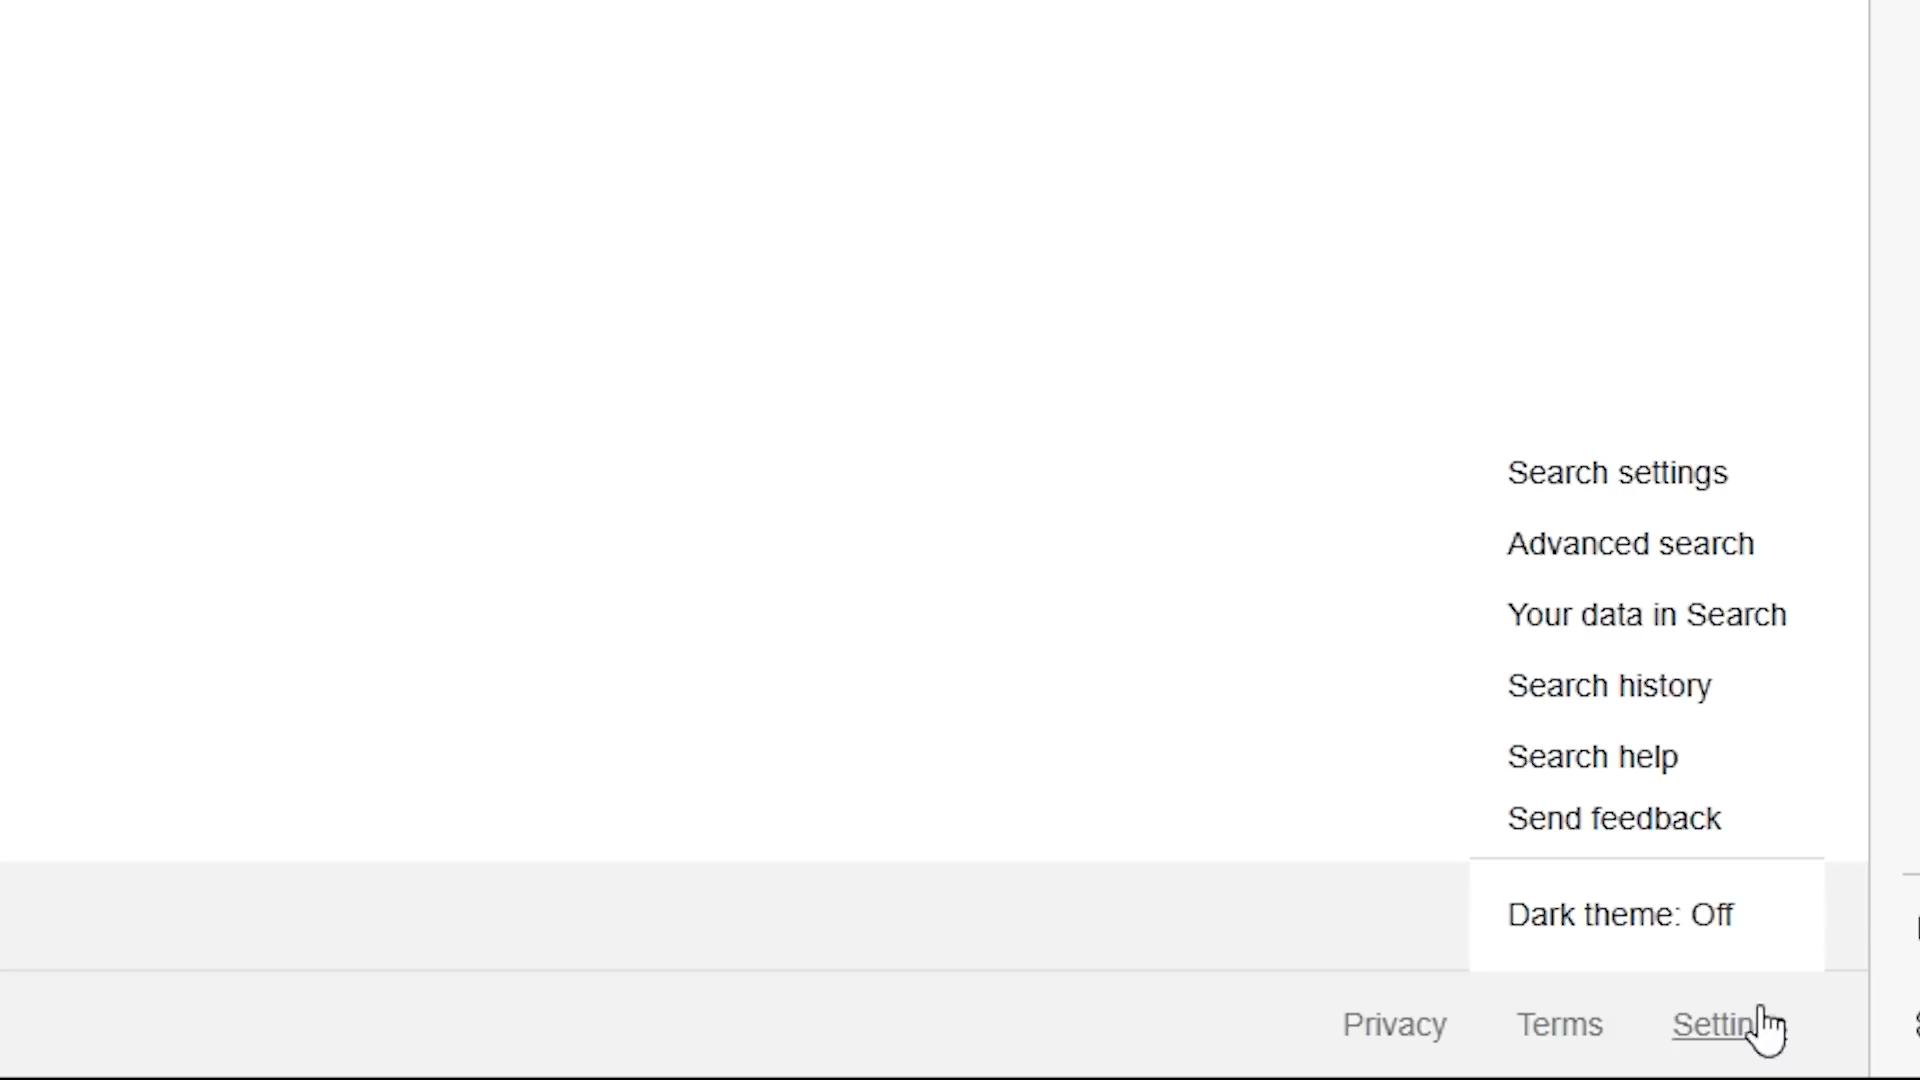 Search settings
Advanced search
Your data in Search
Search history
Search help
Send feedback
Dark theme: Off
Privacy Terms